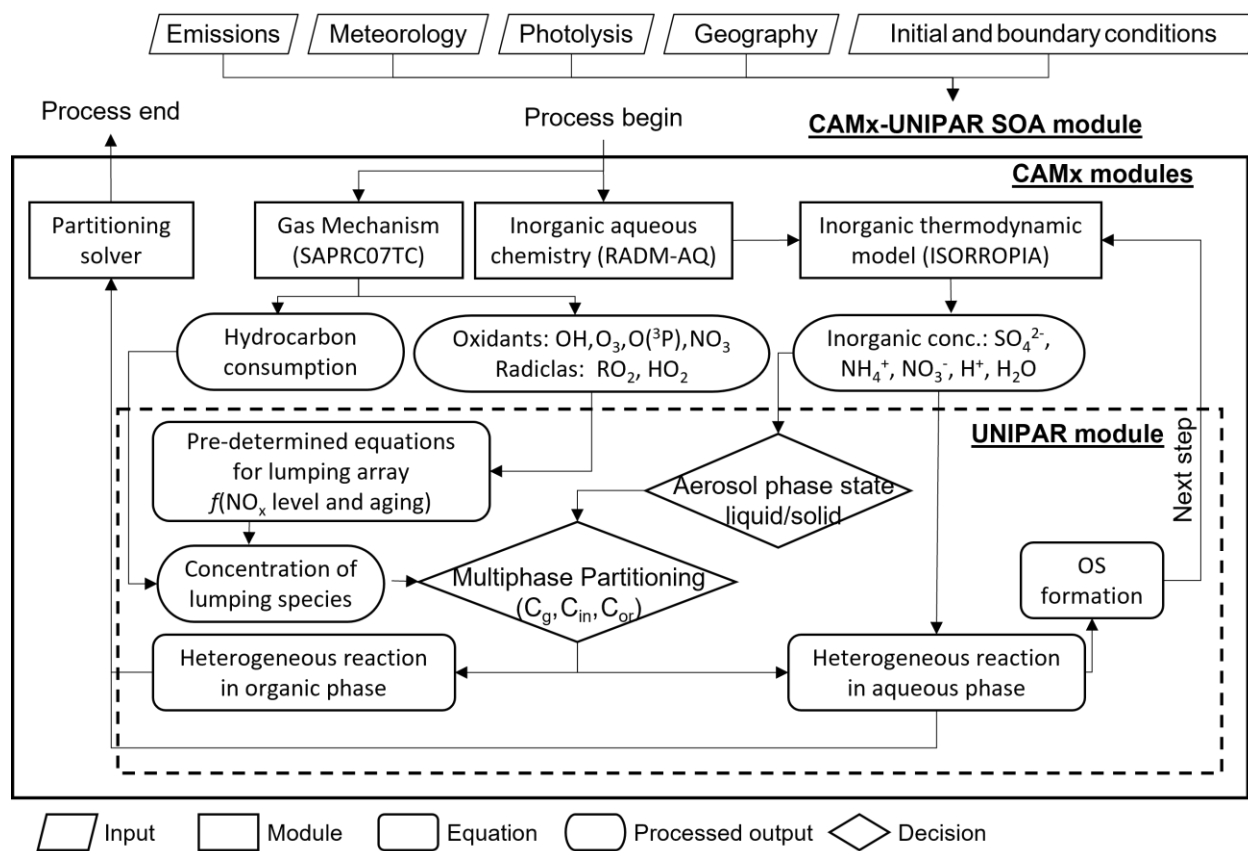 Emissions
Meteorology
Photolysis
Geography
Initial and boundary conditions
Process end
Process begin
CAMx-UNIPAR SOA module
CAMx modules
Partitioning
solver
Gas Mechanism
(SAPRC07TC)
Inorganic aqueous
chemistry (RADM-AQ)
Inorganic thermodynamic
model (ISORROPIA)
Hydrocarbon
consumption
Oxidants: OH,O₃,O(³P),NO₃
Radiclas: RO₂, HO₂
Inorganic conc.: SO₄²⁻,
NH₄⁺, NO₃⁻, H⁺, H₂O
UNIPAR module
Pre-determined equations
for lumping array
f(NOₓ level and aging)
Aerosol phase state
liquid/solid
Next step
Concentration of
lumping species
Multiphase Partitioning
(C_g,C_in,C_or)
OS
formation
Heterogeneous reaction
in organic phase
Heterogeneous reaction
in aqueous phase
Input
Module
Equation
Processed output
Decision